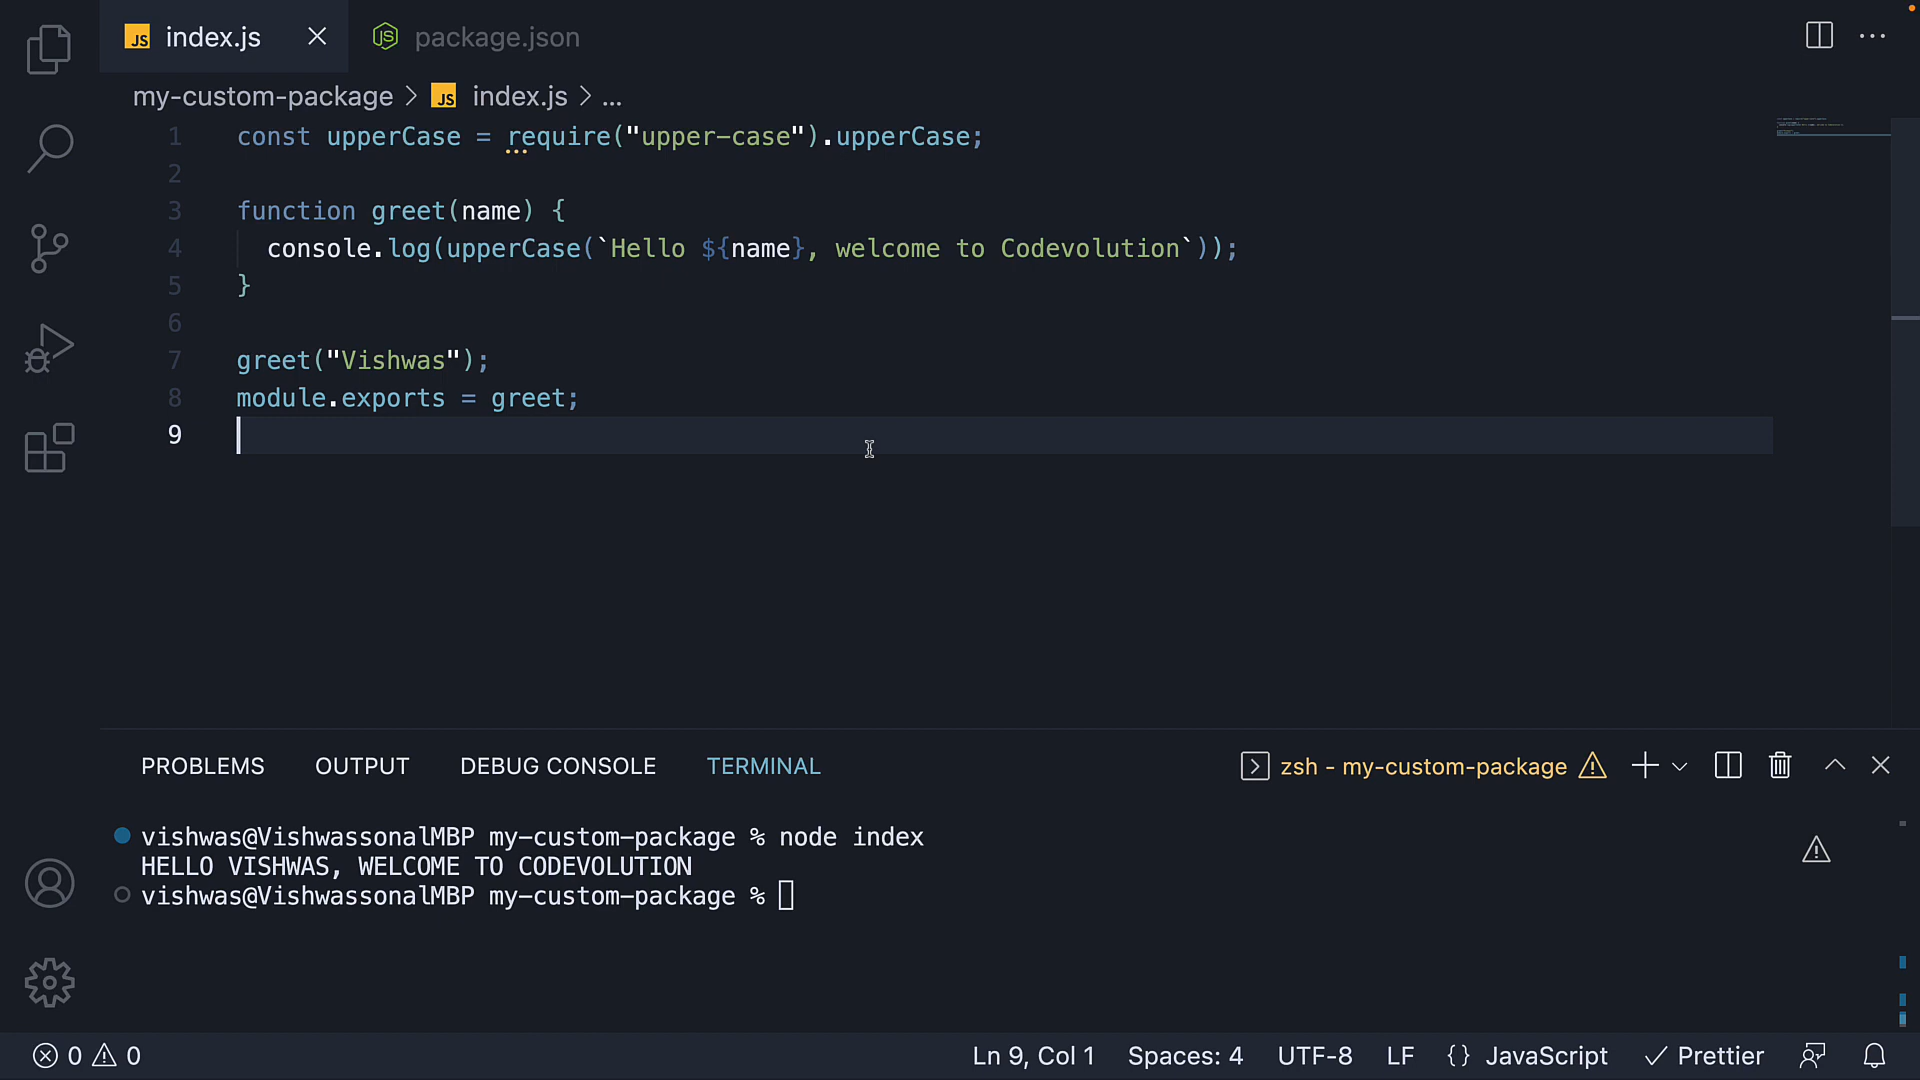 JS index.js
JS package.json
my-custom-package > JS index.js > ...
1 const upperCase = require("upper-case").upperCase;
2
3 function greet(name) {
4 console.log(upperCase(`Hello ${name}, welcome to Codevolution`));
5 }
6
7 greet("Vishwas");
8 module.exports = greet;
9
PROBLEMS OUTPUT DEBUG CONSOLE TERMINAL
zsh - my-custom-package
vishwas@VishwassonalMBP my-custom-package % node index
HELLO VISHWAS, WELCOME TO CODEVOLUTION
vishwas@VishwassonalMBP my-custom-package %
0 0 Ln 9, Col 1 Spaces: 4 UTF-8 LF {} JavaScript Prettier